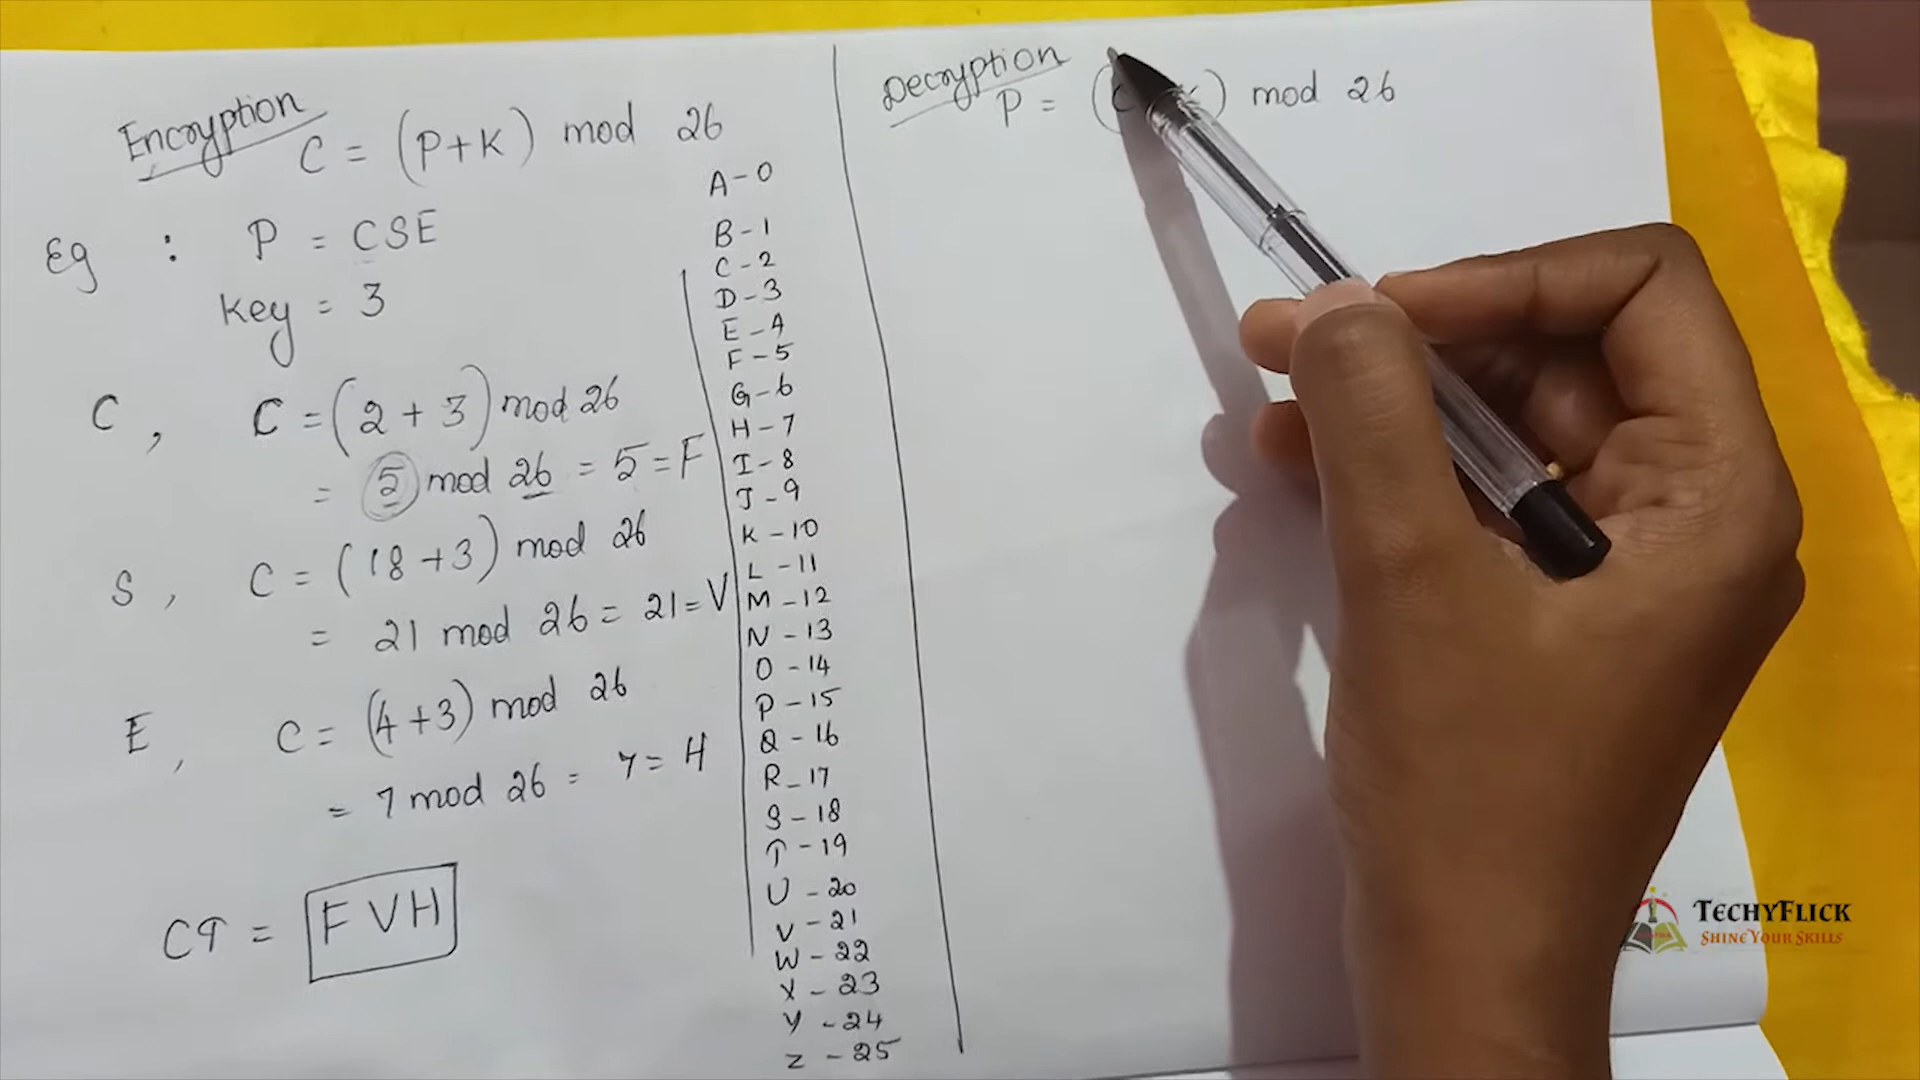 Encryption
C = (P+K) mod 26
Eg : P = CSE
Key = 3
C, C = (2 + 3) mod 26
= 5 mod 26 = 5 = F
S, C = (18 +3) mod 26
= 21 mod 26 = 21 = V
E, C = (4+3) mod 26
= 7 mod 26 = 7 = H
CT = FVH
A - 0
B - 1
C - 2
D - 3
E - 4
F - 5
G - 6
H - 7
I - 8
J - 9
K - 10
L - 11
M - 12
N - 13
O - 14
P - 15
Q - 16
R - 17
S - 18
T - 19
U - 20
V - 21
W - 22
X - 23
Y - 24
Z - 25
Decryption
P = ( ) mod 26
TECHYFLICK
SHINE YOUR SKILLS